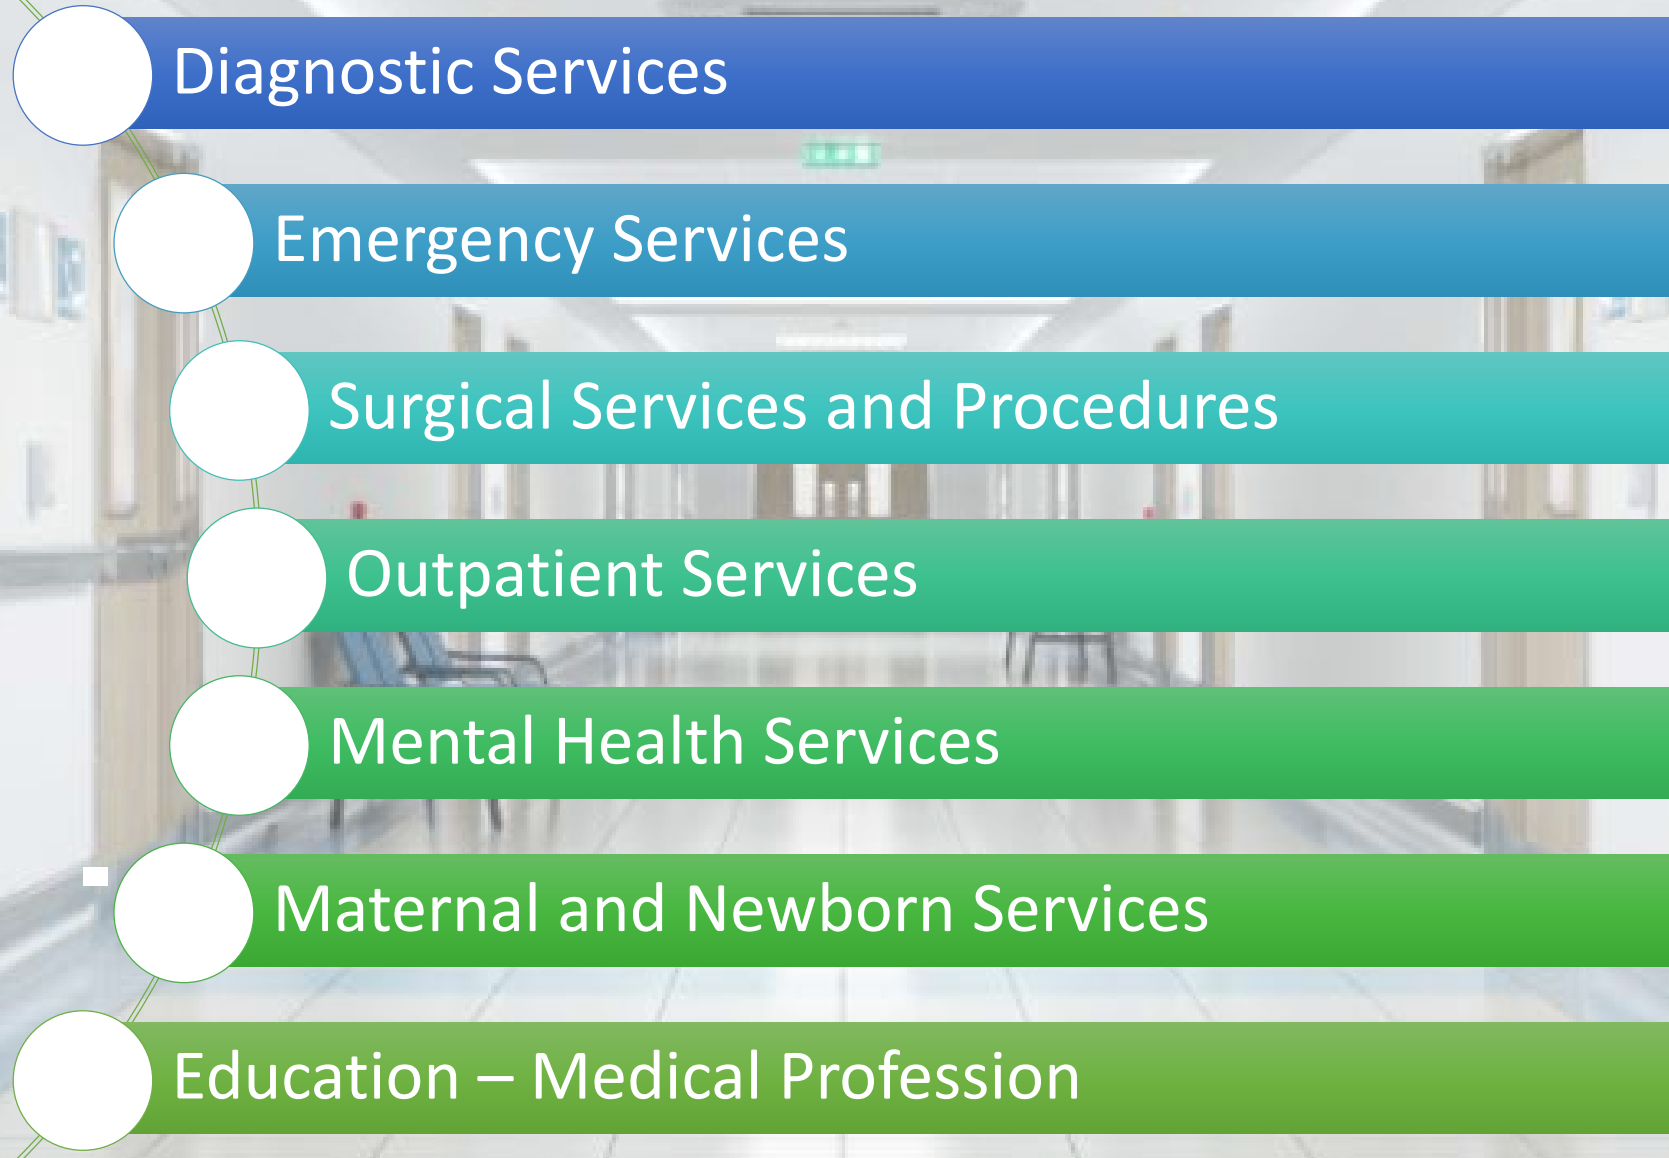 Diagnostic Services
Emergency Services
Surgical Services and Procedures
Outpatient Services
Mental Health Services
Maternal and Newborn Services
Education – Medical Profession